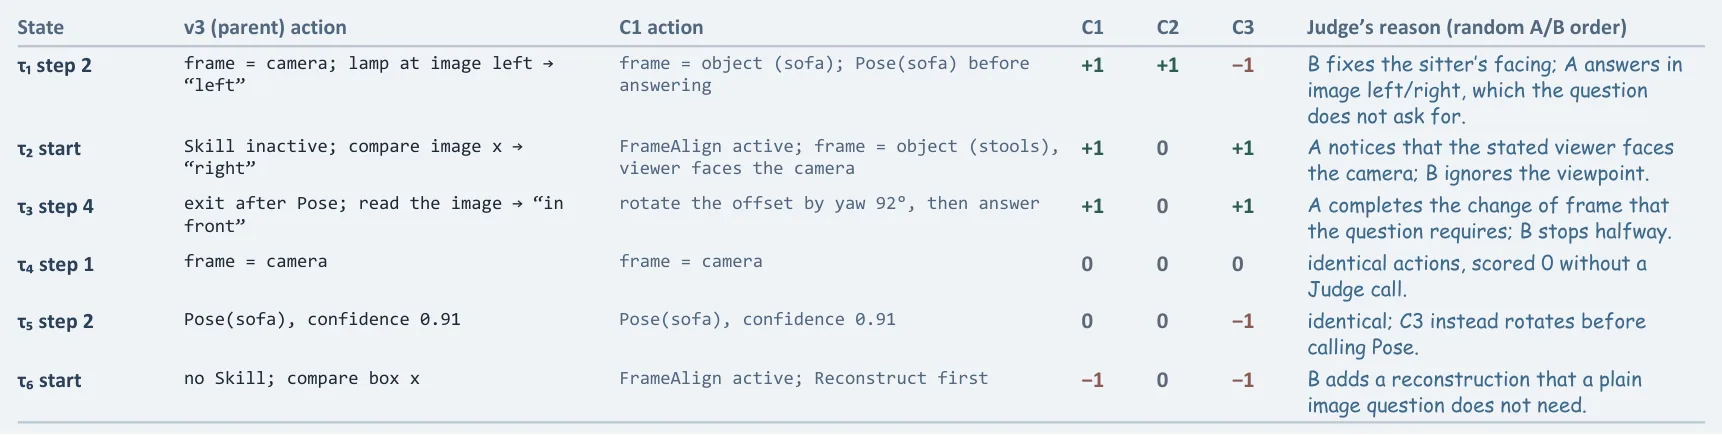 State v3 (parent) action C1 action C1 C2 C3 Judge's reason (random A/B order)
τ₁ step 2 frame = camera; lamp at image left → frame = object (sofa); Pose(sofa) before +1 +1 −1 B fixes the sitter's facing; A answers in
“left” answering image left/right, which the question
does not ask for.
τ₂ start Skill inactive; compare image x → FrameAlign active; frame = object (stools), +1 0 +1 A notices that the stated viewer faces
“right” viewer faces the camera the camera; B ignores the viewpoint.
τ₃ step 4 exit after Pose; read the image → “in rotate the offset by yaw 92°, then answer +1 0 +1 A completes the change of frame that
front” the question requires; B stops halfway.
τ₄ step 1 frame = camera frame = camera 0 0 0 identical actions, scored 0 without a
Judge call.
τ₅ step 2 Pose(sofa), confidence 0.91 Pose(sofa), confidence 0.91 0 0 −1 identical; C3 instead rotates before
calling Pose.
τ₆ start no Skill; compare box x FrameAlign active; Reconstruct first −1 0 −1 B adds a reconstruction that a plain
image question does not need.